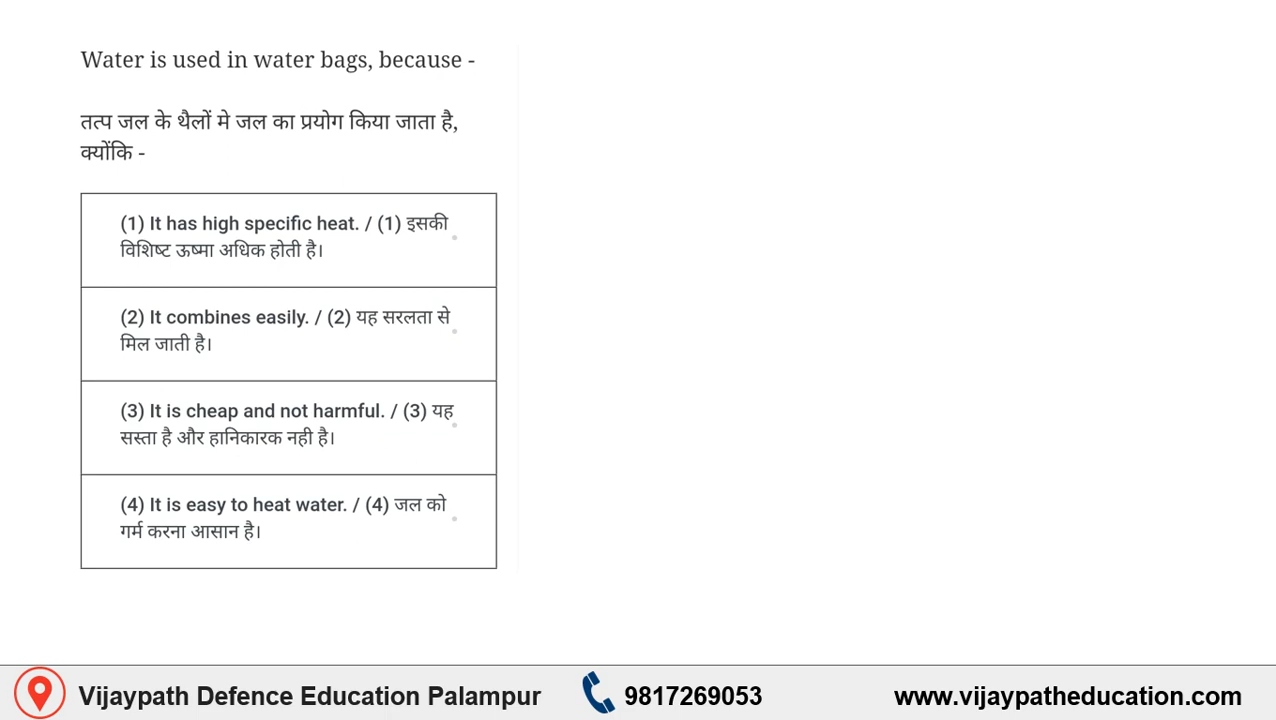 Water is used in water bags, because -
तत्प जल के थैलों मे जल का प्रयोग किया जाता है,
क्योंकि -
(1) It has high specific heat. / (1) इसकी
विशिष्ट ऊष्मा अधिक होती है।
(2) It combines easily. / (2) यह सरलता से
मिल जाती है।
(3) It is cheap and not harmful. / (3) यह
सस्ता है और हानिकारक नही है।
(4) It is easy to heat water. / (4) जल को
गर्म करना आसान है।
Vijaypath Defence Education Palampur 9817269053 www.vijaypatheducation.com